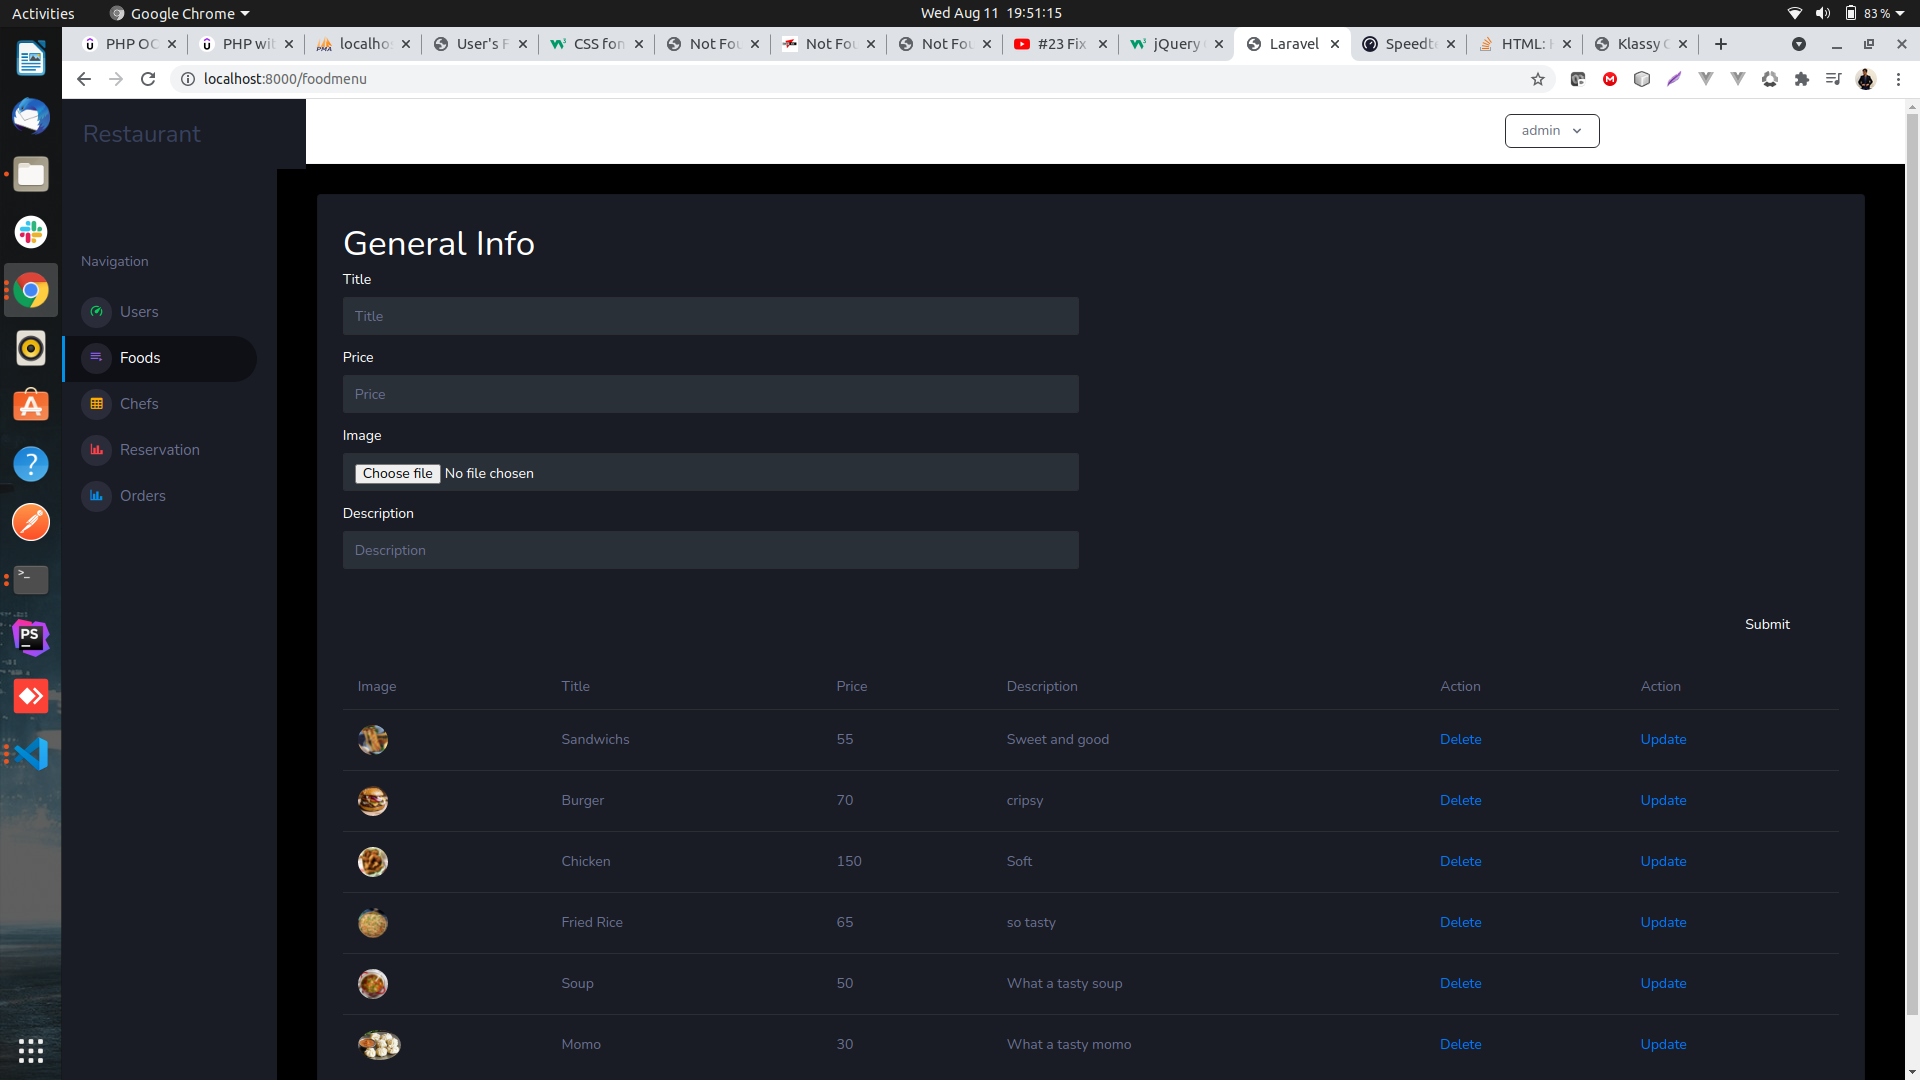 Activities Google Chrome Wed Aug 11 19:51:15 83 %
PHP OC PHP wit localho User's F CSS fon Not Fou Not Fou Not Fou #23 Fix jQuery Laravel Speedte HTML: Klassy
localhost:8000/foodmenu
Restaurant
admin
Navigation
Users
Foods
Chefs
Reservation
Orders
General Info
Title
Title
Price
Price
Image
Choose file No file chosen
Description
Description
Submit
Image Title Price Description Action Action
Sandwichs 55 Sweet and good Delete Update
Burger 70 cripsy Delete Update
Chicken 150 Soft Delete Update
Fried Rice 65 so tasty Delete Update
Soup 50 What a tasty soup Delete Update
Momo 30 What a tasty momo Delete Update